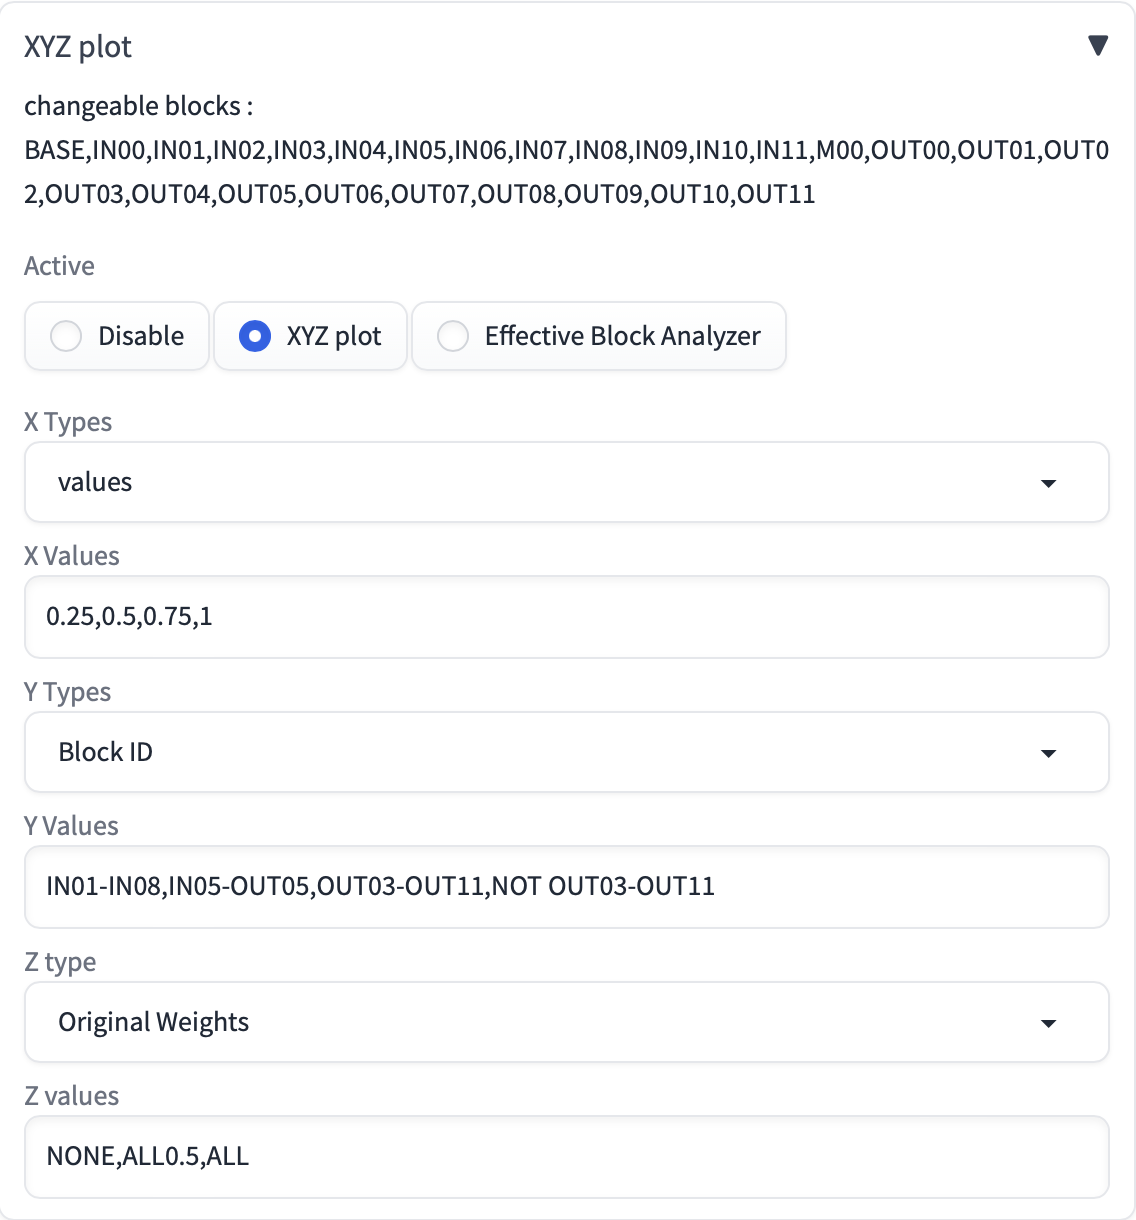 XYZ plot
changeable blocks :
BASE,IN00,IN01,IN02,IN03,IN04,IN05,IN06,IN07,IN08,IN09,IN10,IN11,M00,OUT00,OUT01,OUT0
2,OUT03,OUT04,OUT05,OUT06,OUT07,OUT08,OUT09,OUT10,OUT11
Active
Disable XYZ plot Effective Block Analyzer
X Types
values
X Values
0.25,0.5,0.75,1
Y Types
Block ID
Y Values
IN01-IN08,IN05-OUT05,OUT03-OUT11,NOT OUT03-OUT11
Z type
Original Weights
Z values
NONE,ALL0.5,ALL